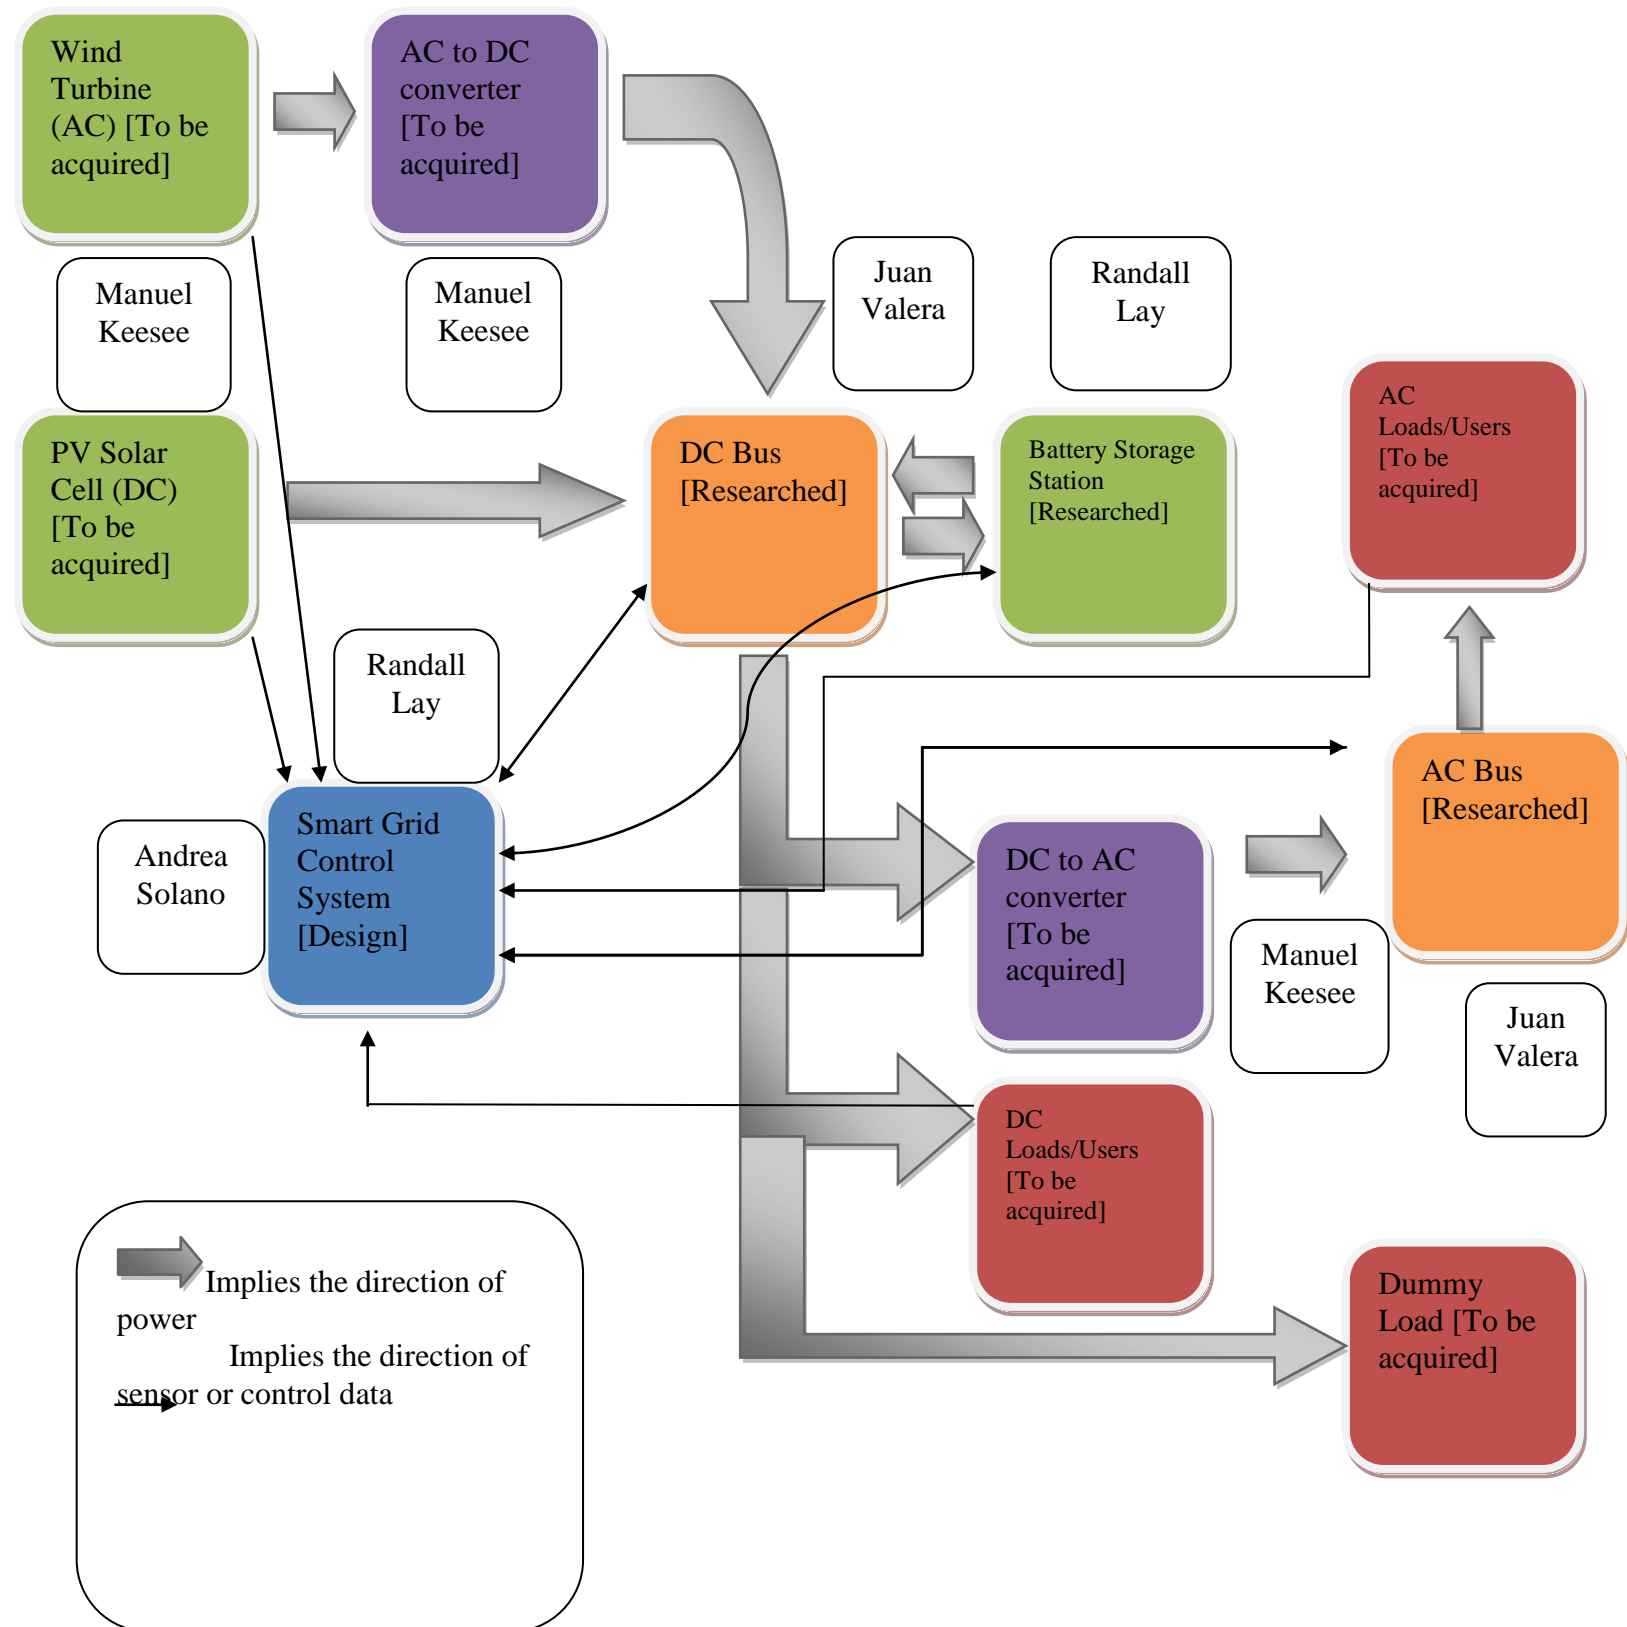 Wind
Turbine
(AC) [To be
acquired]
AC to DC
converter
[To be
acquired]
Manuel
Keesee
Manuel
Keesee
Juan
Valera
Randall
Lay
PV Solar
Cell (DC)
[To be
acquired]
DC Bus
[Researched]
Battery Storage
Station
[Researched]
AC
Loads/Users
[To be
acquired]
Randall
Lay
Andrea
Solano
Smart Grid
Control
System
[Design]
DC to AC
converter
[To be
acquired]
AC Bus
[Researched]
Manuel
Keesee
Juan
Valera
DC
Loads/Users
[To be
acquired]
Dummy
Load [To be
acquired]
Implies the direction of
power
Implies the direction of
sensor or control data